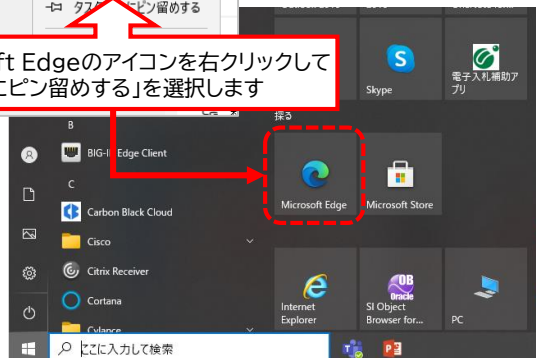 タスク
にピン留めする
ft Edgeのアイコンを右クリックして
にピン留めする」を選択します
Skype
電子入札補助ア
プリ
探る
B
BIG-I
Edge Client
C
Carbon Black Cloud
Cisco
Citrix Receiver
Cortana
Cylance
Microsoft Edge
Microsoft Store
Internet
Explorer
OB
Oracle
SI Object
Browser for...
PC
ここに入力して検索